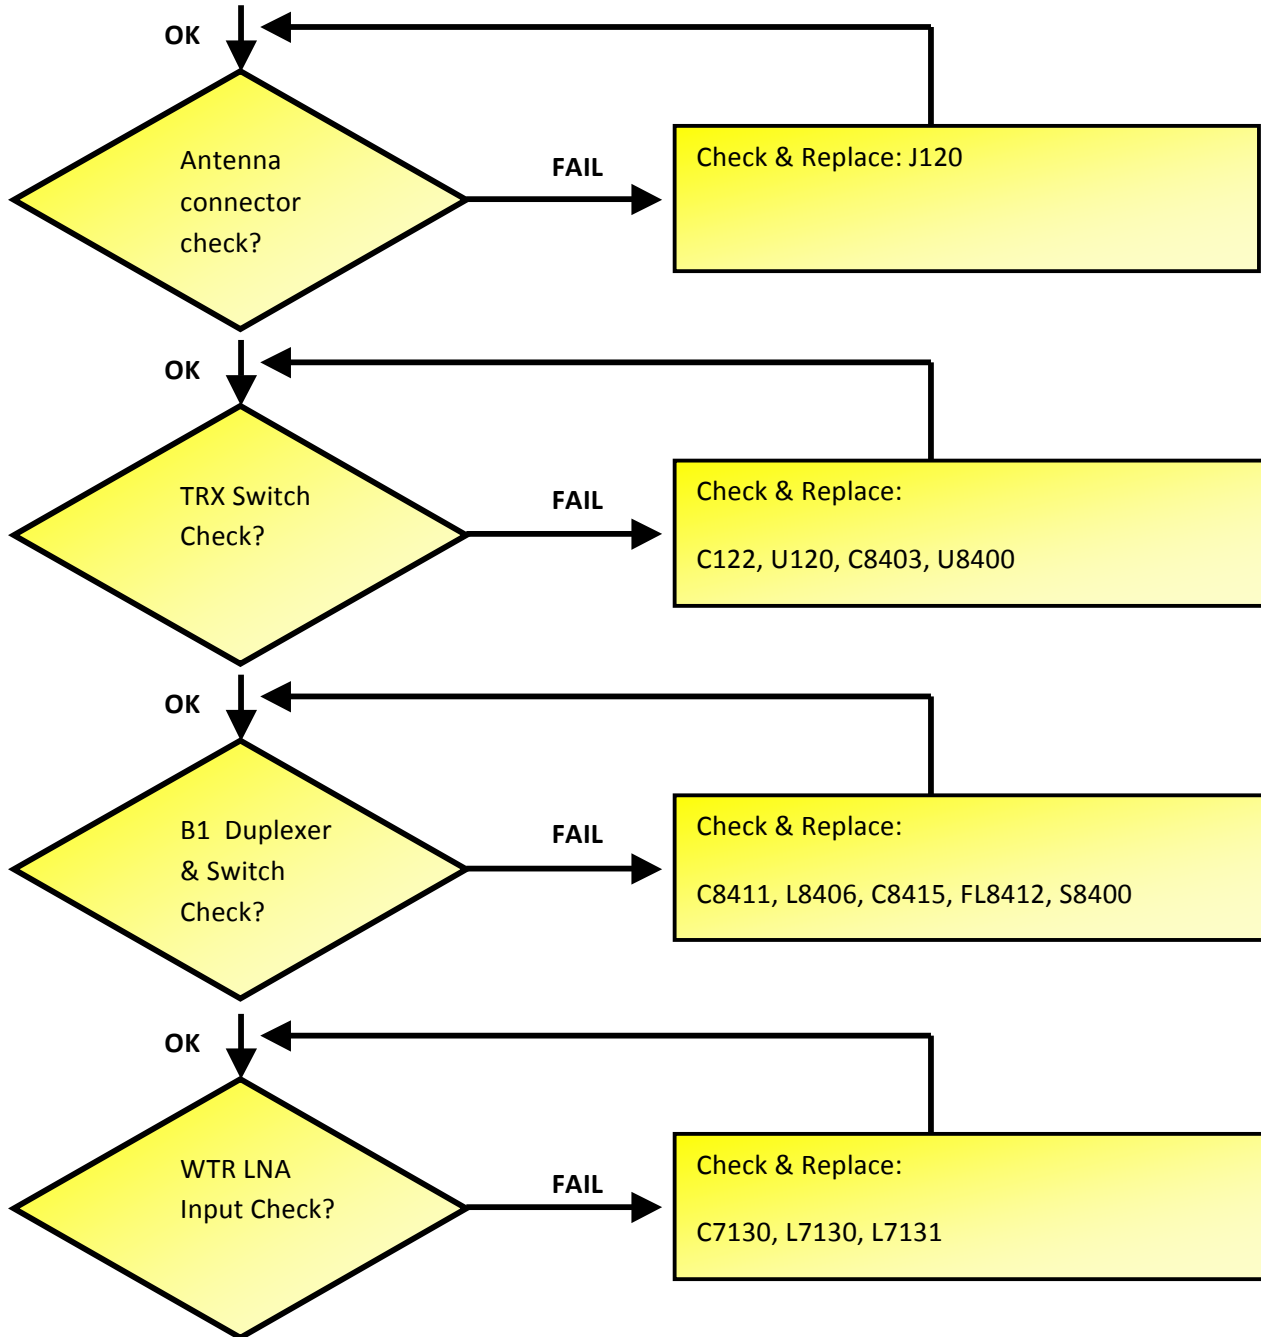 OK
Antenna
connector
check?
FAIL
Check & Replace: J120
OK
TRX Switch
Check?
FAIL
Check & Replace:
C122, U120, C8403, U8400
OK
B1 Duplexer
& Switch
Check?
FAIL
Check & Replace:
C8411, L8406, C8415, FL8412, S8400
OK
WTR LNA
Input Check?
FAIL
Check & Replace:
C7130, L7130, L7131